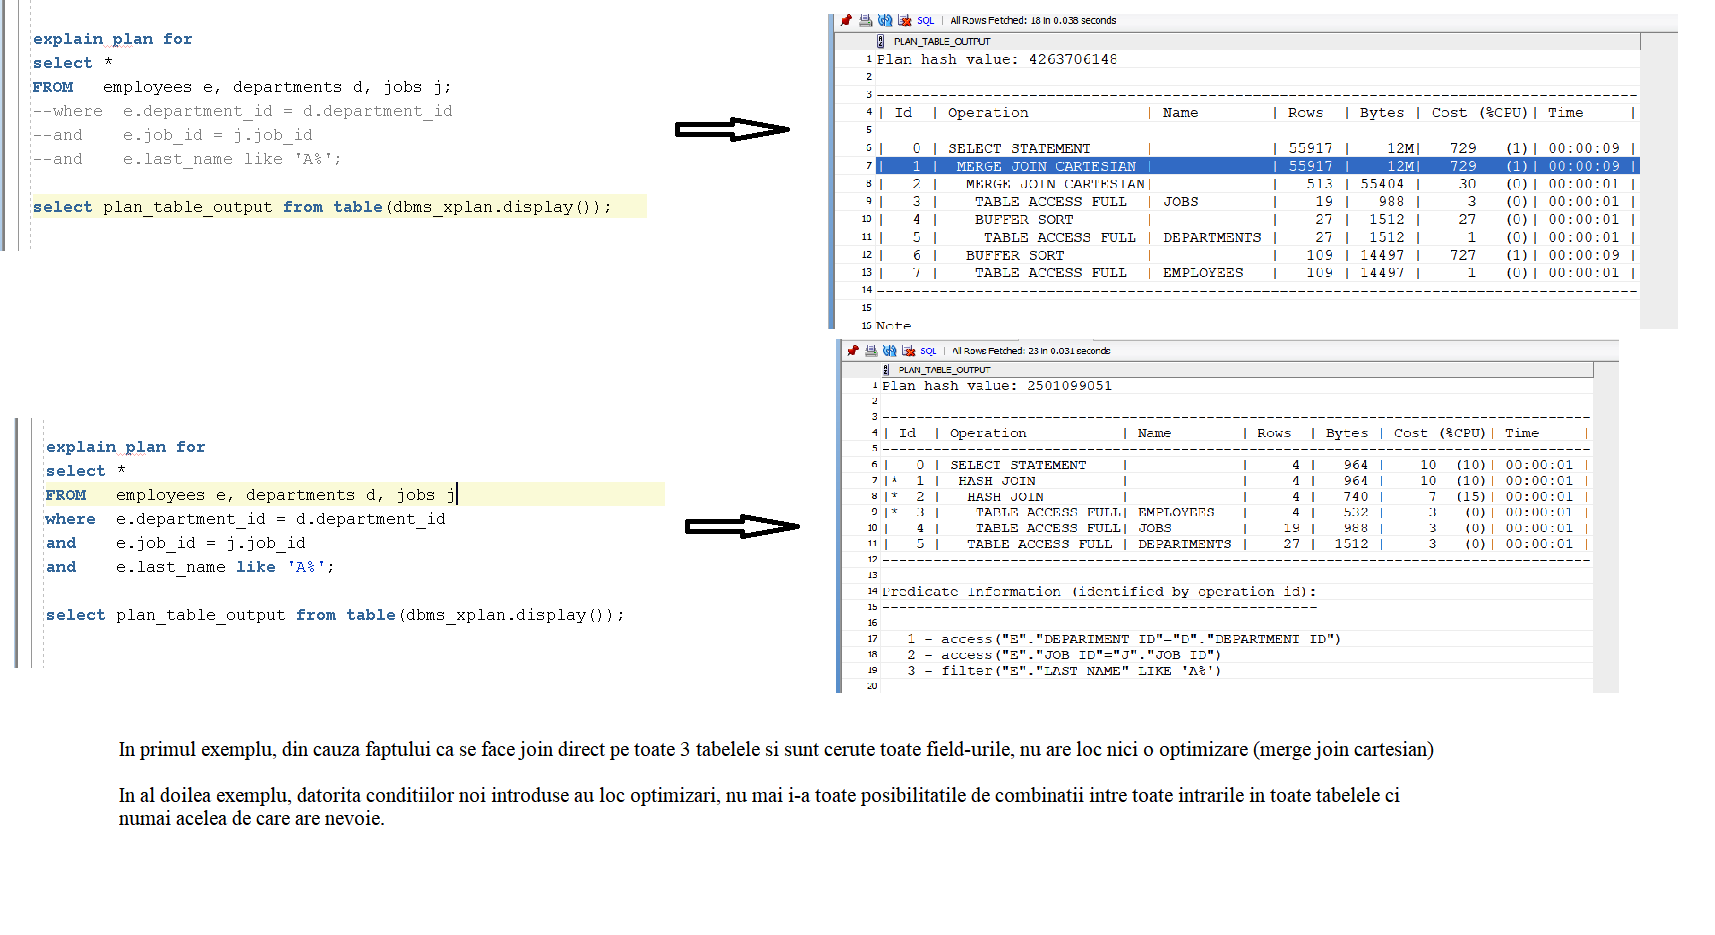 explain plan for
select *
FROM   employees e, departments d, jobs j;
--where  e.department_id = d.department_id
--and    e.job_id = j.job_id
--and    e.last_name like 'A%';
select plan_table_output from table(dbms_xplan.display());
SQL | All Rows Fetched: 18 in 0.038 seconds
PLAN_TABLE_OUTPUT
1 Plan hash value: 4263706148
2
3 --------------------------------------------------------------------------------
4 | Id  | Operation             | Name        | Rows  | Bytes | Cost (%CPU)| Time     |
5
6 |   0 | SELECT STATEMENT      |             | 55917 |    12M|   729   (1)| 00:00:09 |
7 |   1 |  MERGE JOIN CARTESIAN |             | 55917 |    12M|   729   (1)| 00:00:09 |
8 |   2 |   MERGE JOIN CARTESIAN|             |   513 | 55404 |    30   (0)| 00:00:01 |
9 |   3 |    TABLE ACCESS FULL  | JOBS        |    19 |   988 |     3   (0)| 00:00:01 |
10 |   4 |    BUFFER SORT        |             |    27 |  1512 |    27   (0)| 00:00:01 |
11 |   5 |     TABLE ACCESS FULL | DEPARTMENTS |    27 |  1512 |     1   (0)| 00:00:01 |
12 |   6 |   BUFFER SORT         |             |   109 | 14497 |   727   (1)| 00:00:09 |
13 |   7 |    TABLE ACCESS FULL  | EMPLOYEES   |   109 | 14497 |     1   (0)| 00:00:01 |
14 --------------------------------------------------------------------------------
15
16 Note
SQL | All Rows Fetched: 23 in 0.031 seconds
PLAN_TABLE_OUTPUT
1 Plan hash value: 2501099051
2
3 --------------------------------------------------------------------------------
4 | Id  | Operation           | Name        | Rows  | Bytes | Cost (%CPU)| Time     |
5 --------------------------------------------------------------------------------
6 |   0 | SELECT STATEMENT    |             |     4 |   964 |    10  (10)| 00:00:01 |
7 |*  1 |  HASH JOIN          |             |     4 |   964 |    10  (10)| 00:00:01 |
8 |*  2 |   HASH JOIN         |             |     4 |   740 |     7  (15)| 00:00:01 |
9 |*  3 |    TABLE ACCESS FULL| EMPLOYEES   |     4 |   532 |     3   (0)| 00:00:01 |
10 |   4 |    TABLE ACCESS FULL| JOBS        |    19 |   988 |     3   (0)| 00:00:01 |
11 |   5 |   TABLE ACCESS FULL | DEPARTMENTS |    27 |  1512 |     3   (0)| 00:00:01 |
12 --------------------------------------------------------------------------------
13
14 Predicate Information (identified by operation id):
15 ---------------------------------------------------
16
17    1 - access("E"."DEPARTMENT_ID"="D"."DEPARTMENT_ID")
18    2 - access("E"."JOB_ID"="J"."JOB_ID")
19    3 - filter("E"."LAST_NAME" LIKE 'A%')
20
explain plan for
select *
FROM   employees e, departments d, jobs j
where  e.department_id = d.department_id
and    e.job_id = j.job_id
and    e.last_name like 'A%';
select plan_table_output from table(dbms_xplan.display());
In primul exemplu, din cauza faptului ca se face join direct pe toate 3 tabelele si sunt cerute toate field-urile, nu are loc nici o optimizare (merge join cartesian)
In al doilea exemplu, datorita conditiilor noi introduse au loc optimizari, nu mai i-a toate posibilitatile de combinatii intre toate intrarile in toate tabelele ci
numai acelea de care are nevoie.